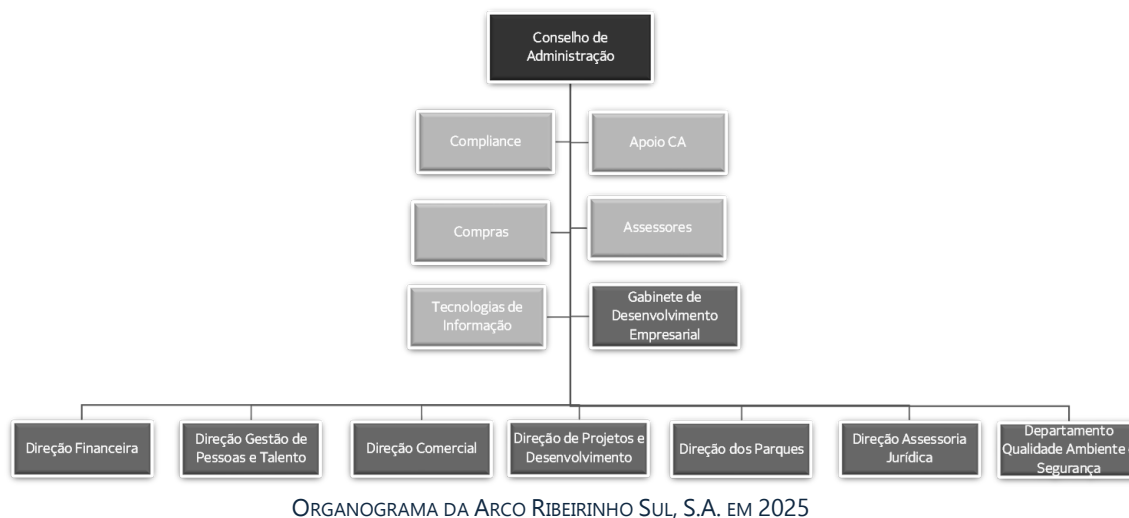 Conselho de
Administração
Compliance
Apoio CA
Compras
Assessores
Tecnologias de
Informação
Gabinete de
Desenvolvimento
Empresarial
Direção Financeira
Direção Gestão de
Pessoas e Talento
Direção Comercial
Direção de Projetos e
Desenvolvimento
Direção dos Parques
Direção Assessoria
Jurídica
Departamento
Qualidade Ambiente e
Segurança
ORGANOGRAMA DA ARCO RIBEIRINHO SUL, S.A. EM 2025